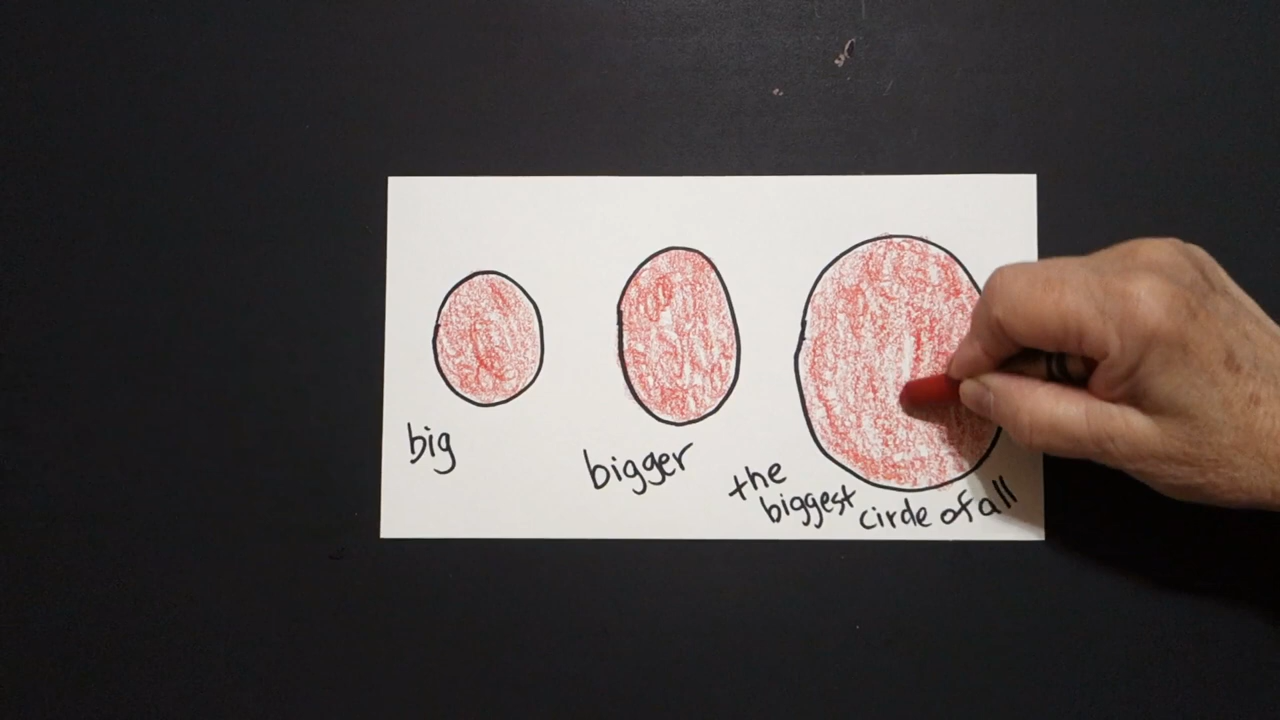 big
bigger
the
biggest
circle of all